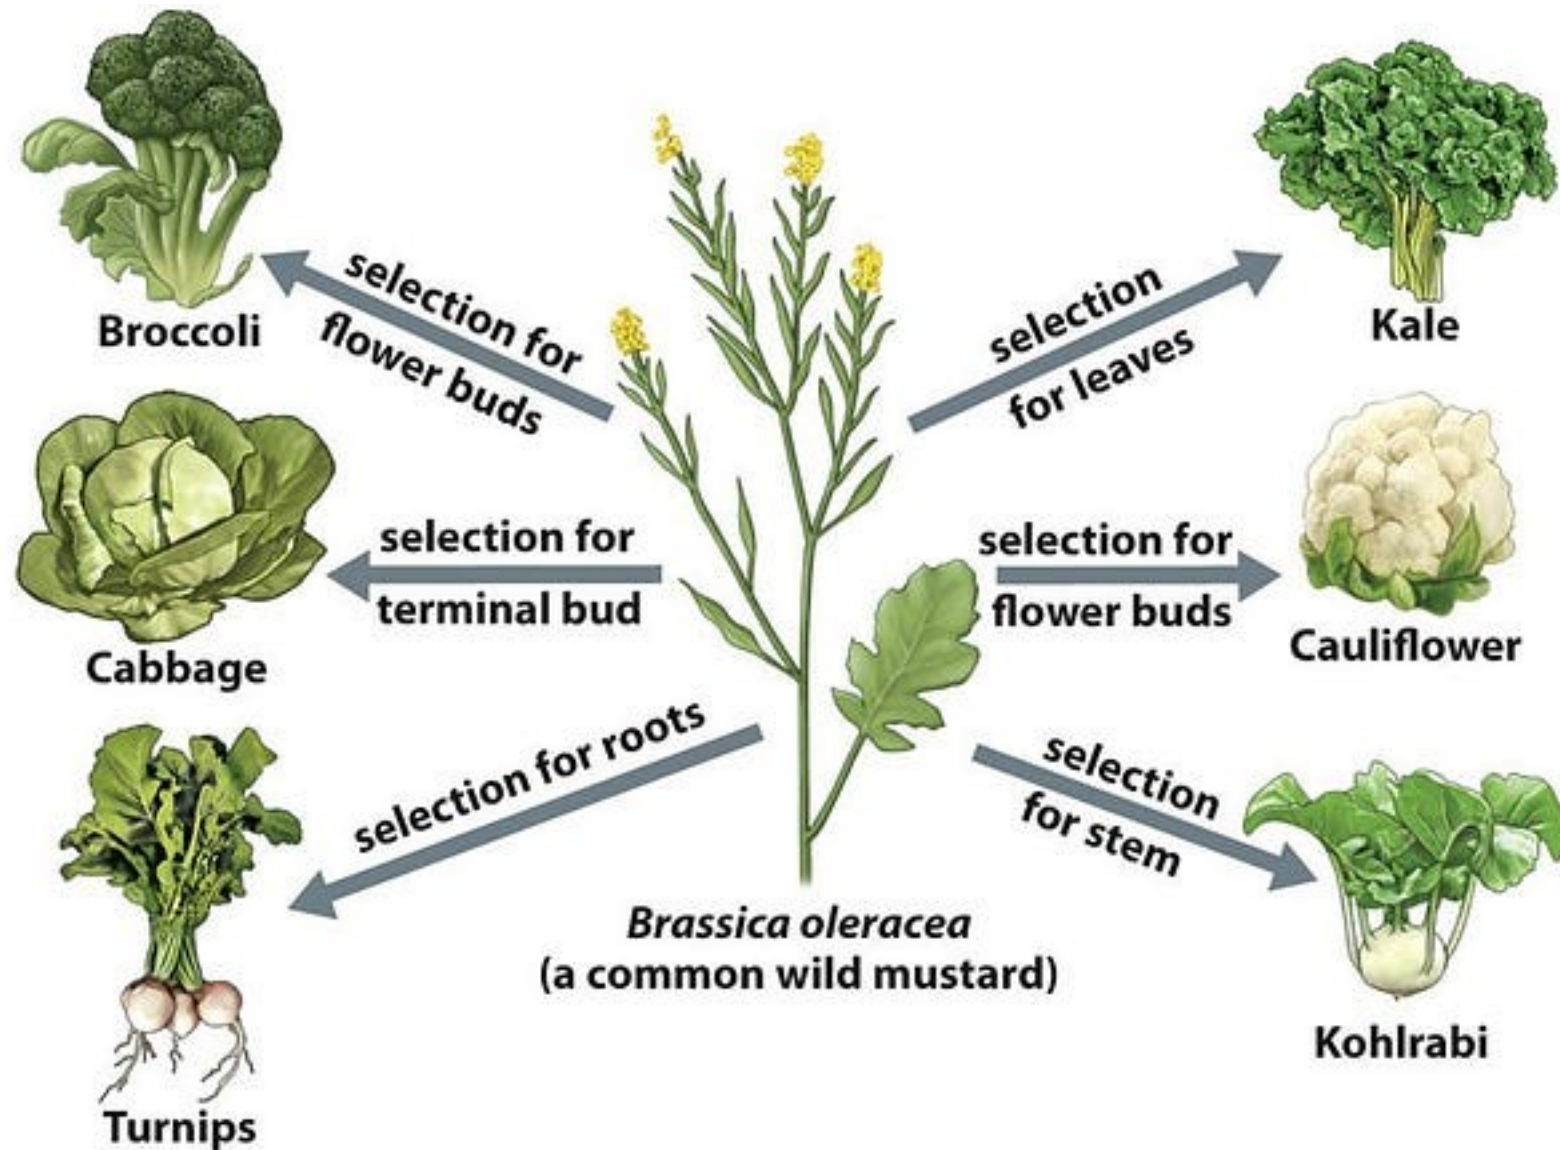 selection for
flower buds
Broccoli
selection
for leaves
Kale
selection for
terminal bud
Cabbage
selection for
flower buds
Cauliflower
selection for roots
Turnips
selection
for stem
Kohlrabi
Brassica oleracea
(a common wild mustard)